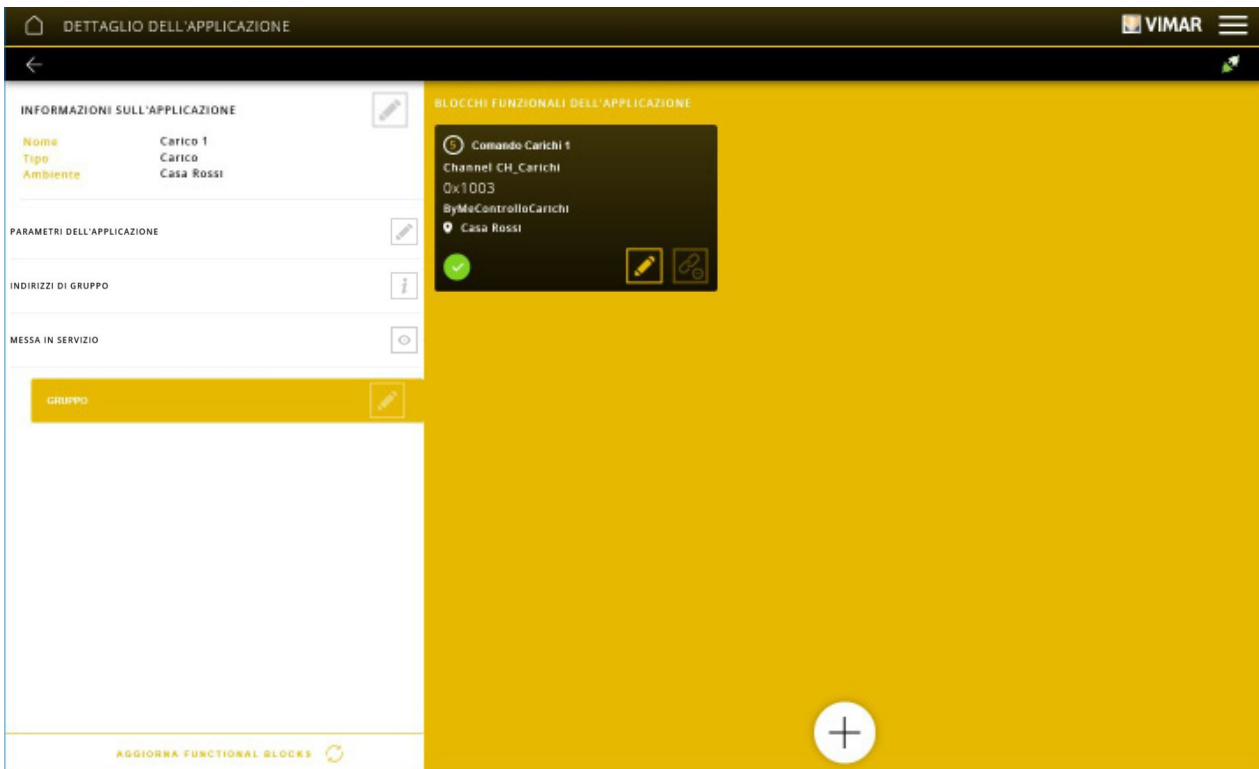 DETTAGLIO DELL'APPLICAZIONE
VIMAR
INFORMAZIONI SULL'APPLICAZIONE
Nome Carico 1
Tipo Carico
Ambiente Casa Rossi
PARAMETRI DELL'APPLICAZIONE
INDIRIZZI DI GRUPPO
MESSA IN SERVIZIO
GRUPPO
AGGIORNA FUNCTIONAL BLOCKS
BLOCCHI FUNZIONALI DELL'APPLICAZIONE
5 Comando Carichi 1
Channel CH_Carichi
0x1003
ByMeControlloCarichi
Casa Rossi